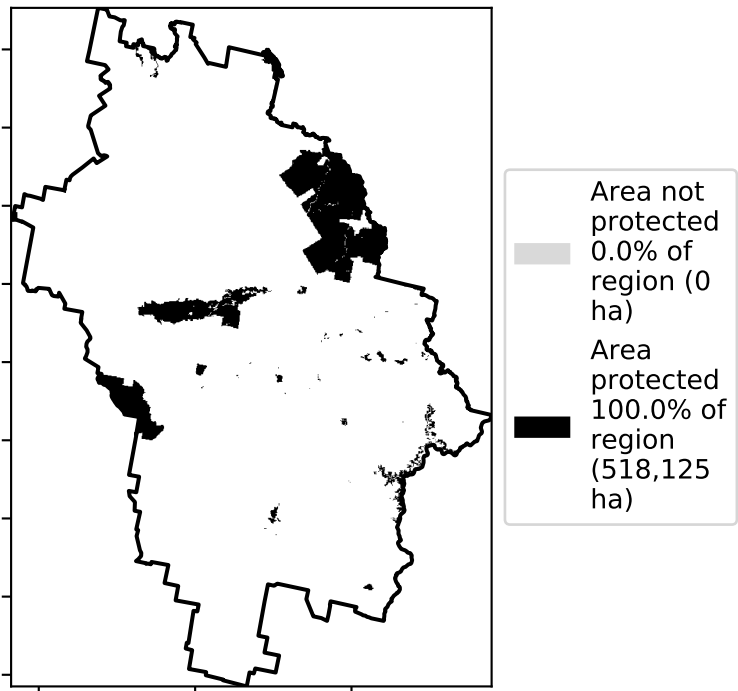 Area not
protected
0.0% of
region (0
ha)
Area
protected
100.0% of
region
(518,125
ha)